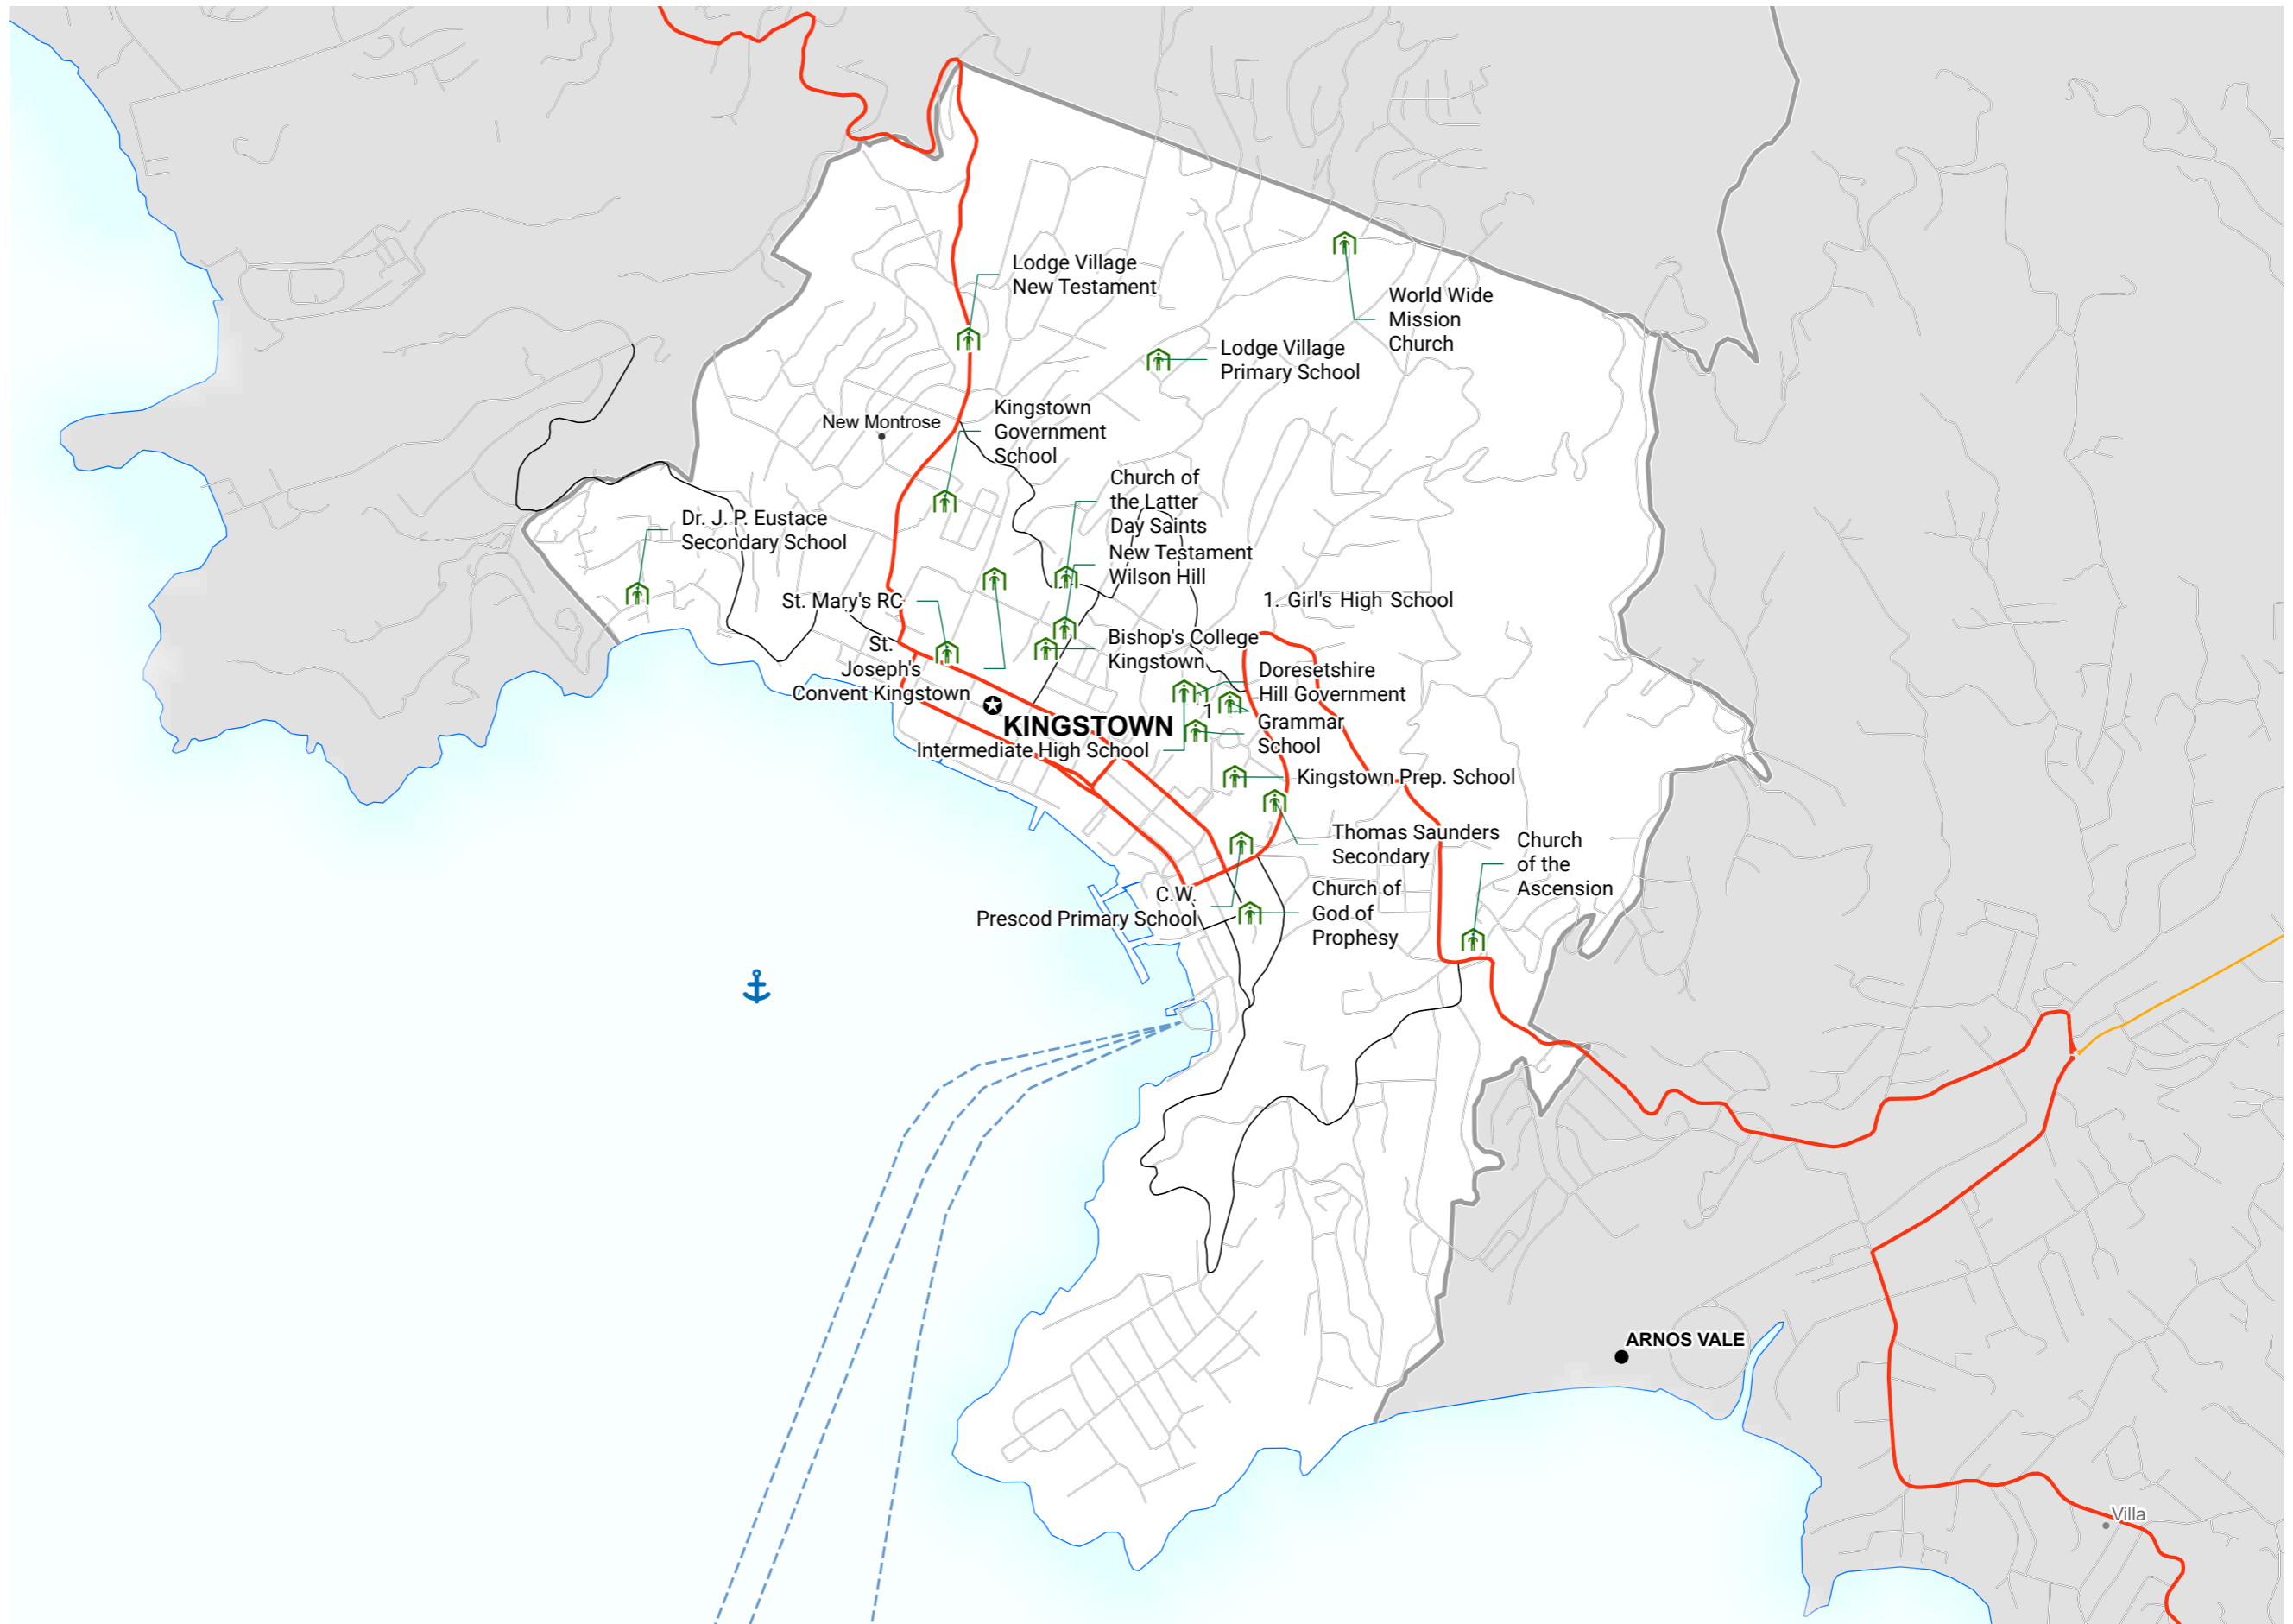 Lodge Village
New Testament
World Wide
Mission
Church
Lodge Village
Primary School
Kingstown
Government
School
New Montrose
Church of
the Latter
Day Saints
Dr. J. P. Eustace
Secondary School
New Testament
Wilson Hill
St. Mary's RC
1. Girl's High School
St.
Joseph's
Convent Kingstown
Bishop's College
Kingstown
Doresetshire
Hill Government
1
KINGSTOWN
Grammar
School
Intermediate High School
Kingstown Prep. School
Thomas Saunders
Secondary
Church
of the
Ascension
C.W.
Prescod Primary School
Church of
God of
Prophesy
ARNOS VALE
Villa